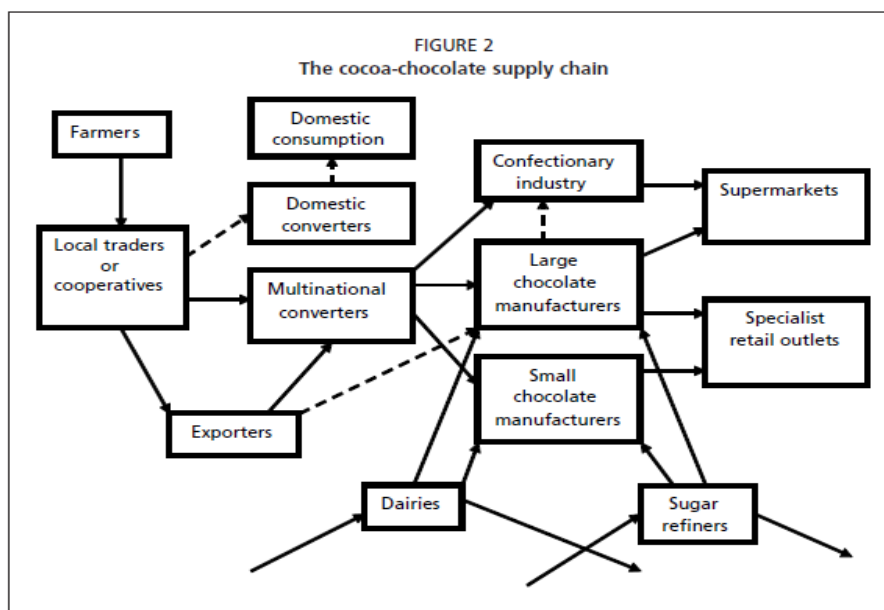 FIGURE 2
The cocoa-chocolate supply chain
Farmers
Domestic
consumption
Domestic
converters
Local traders
or
cooperatives
Multinational
converters
Exporters
Confectionary
industry
Large
chocolate
manufacturers
Small
chocolate
manufacturers
Supermarkets
Specialist
retail outlets
Dairies
Sugar
refiners